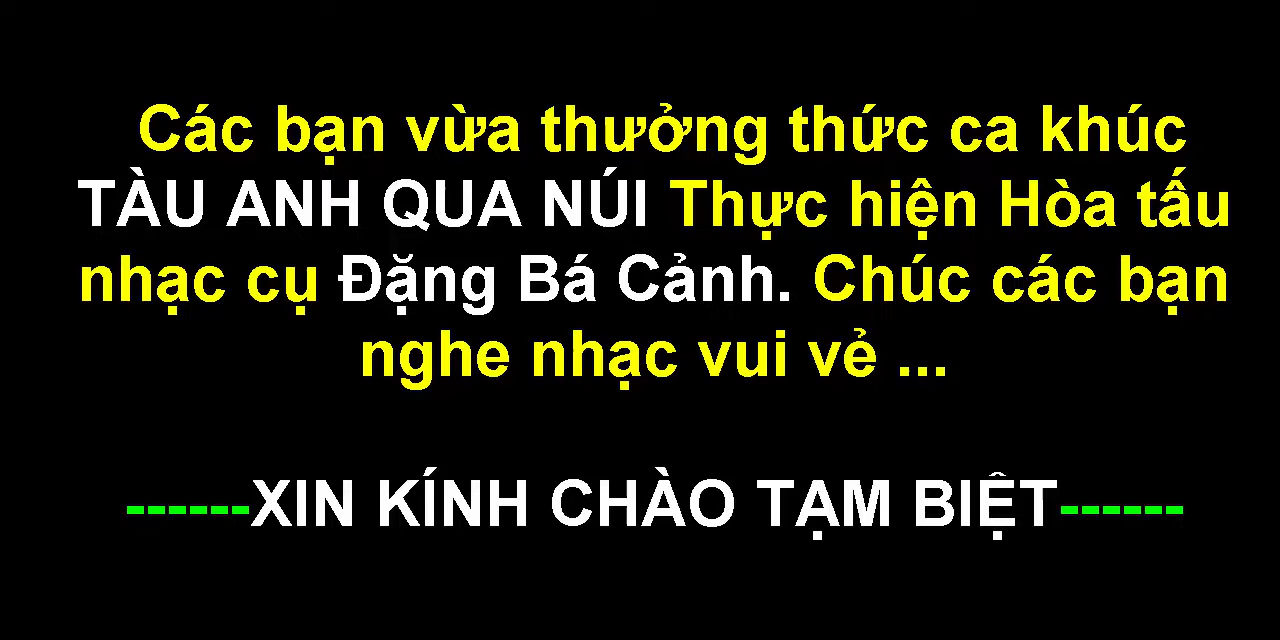 Các bạn vừa thưởng thức ca khúc
TÀU ANH QUA NÚI Thực hiện Hòa tấu
nhạc cụ Đặng Bá Cảnh. Chúc các bạn
nghe nhạc vui vẻ ...
------XIN KÍNH CHÀO TẠM BIỆT------